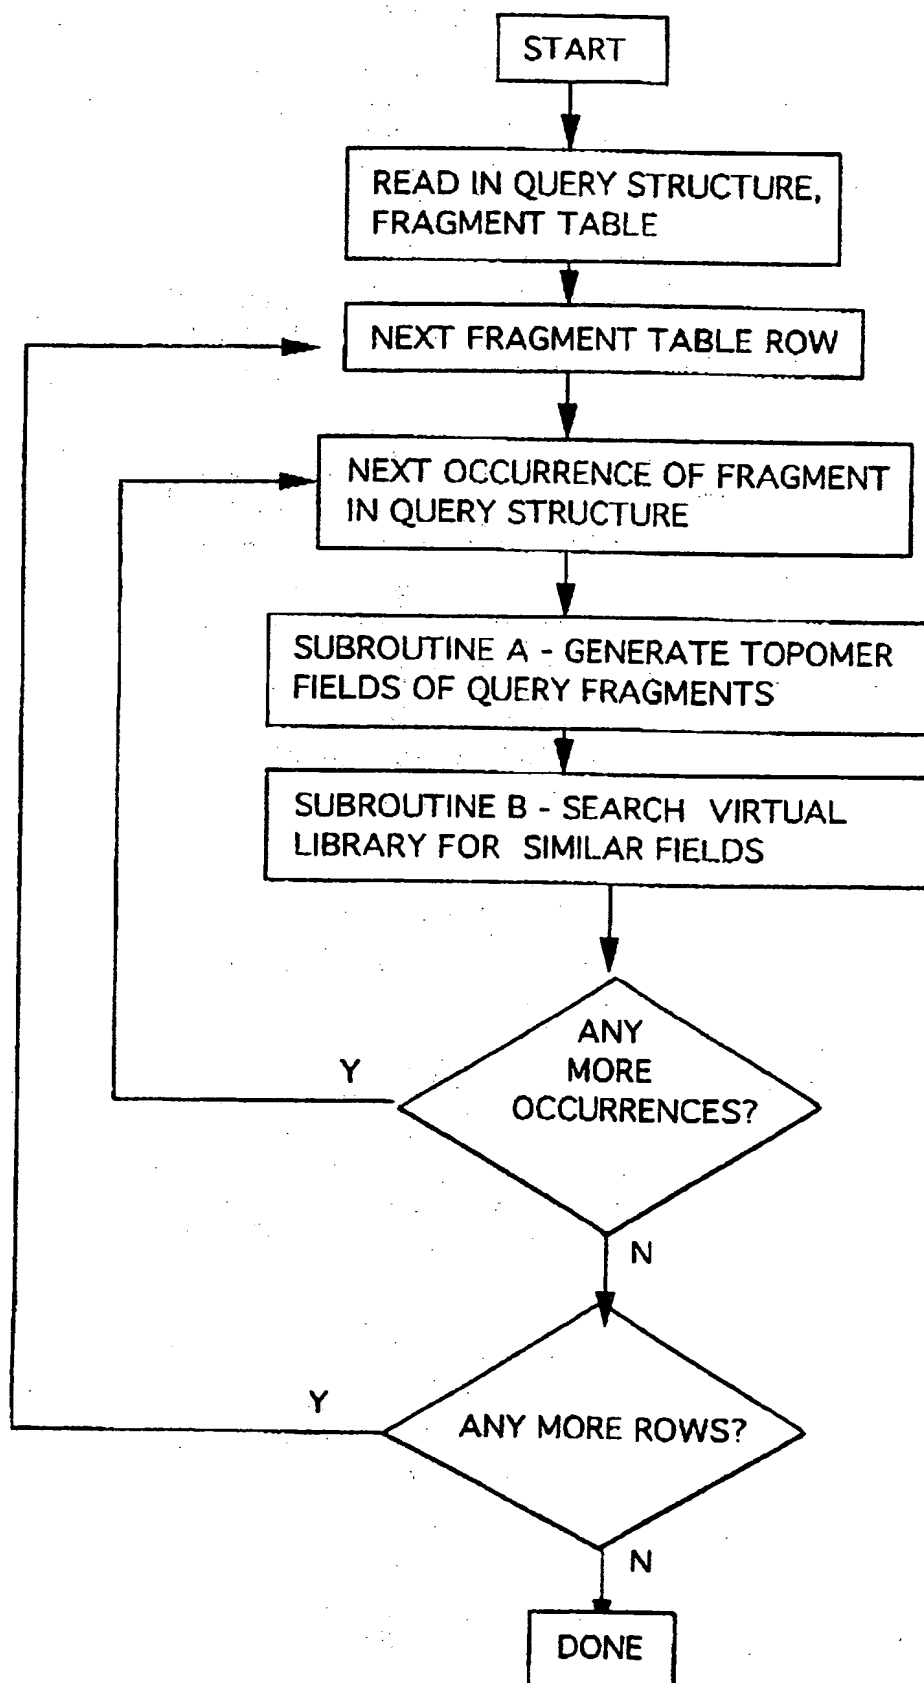 START
READ IN QUERY STRUCTURE,
FRAGMENT TABLE
NEXT FRAGMENT TABLE ROW
NEXT OCCURRENCE OF FRAGMENT
IN QUERY STRUCTURE
SUBROUTINE A - GENERATE TOPOMER
FIELDS OF QUERY FRAGMENTS
SUBROUTINE B - SEARCH VIRTUAL
LIBRARY FOR SIMILAR FIELDS
ANY
MORE
OCCURRENCES?
Y
N
ANY MORE ROWS?
Y
N
DONE